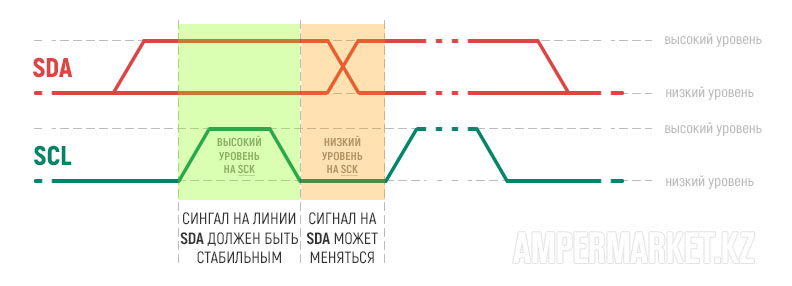 высокий уровень
SDA
низкий уровень
высокий уровень
ВЫСОКИЙ
УРОВЕНЬ
НА SCK
НИЗКИЙ
УРОВЕНЬ
НА SCK
SCL
низкий уровень
СИНГАЛ НА ЛИНИИ
SDA ДОЛЖЕН БЫТЬ
СТАБИЛЬНЫМ
СИГНАЛ НА
SDA МОЖЕТ
МЕНЯТЬСЯ
AMPERMARKET.KZ